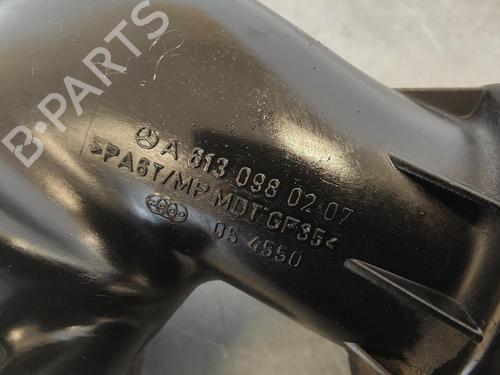 B-PARTS
A 613 098 02 07
>PA6T/MP MDT GF35<
05 4550